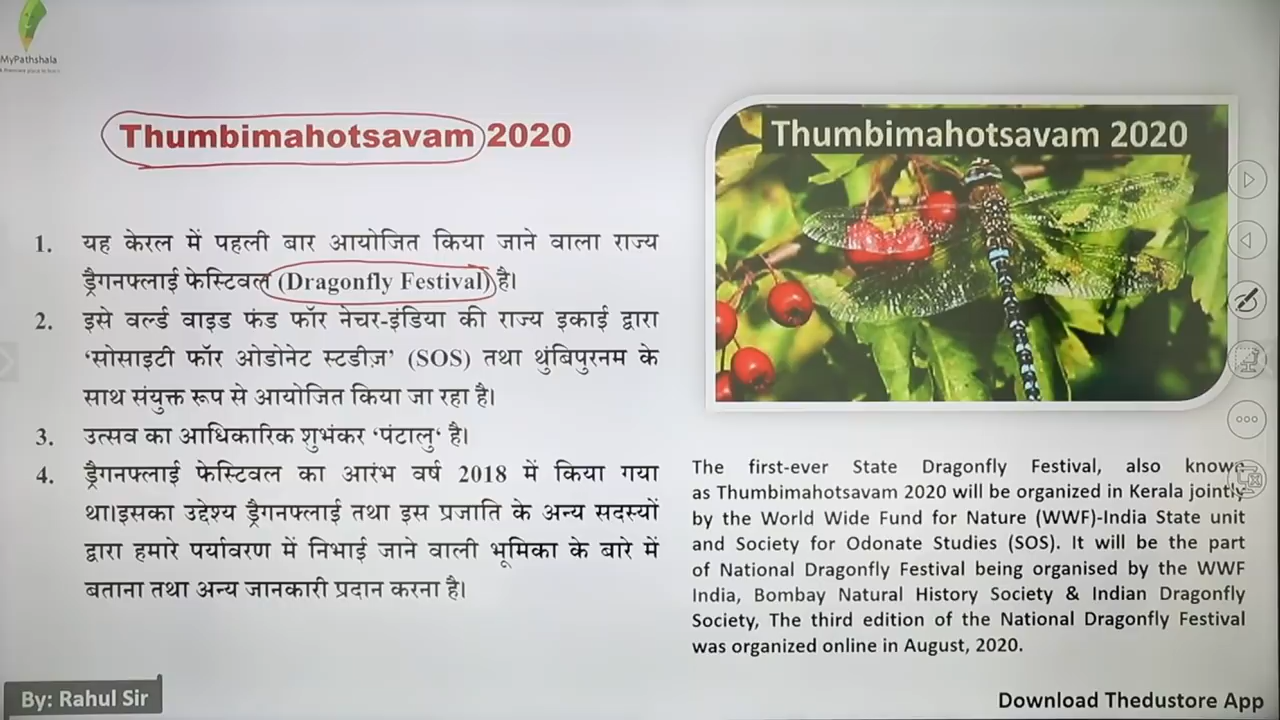 MyPathshala
Thumbimahotsavam 2020
1. यह केरल में पहली बार आयोजित किया जाने वाला राज्य
ड्रैगनफ्लाई फेस्टिवल (Dragonfly Festival) है।
2. इसे वर्ल्ड वाइड फंड फॉर नेचर-इंडिया की राज्य इकाई द्वारा
‘सोसाइटी फॉर ओडोनेट स्टडीज़’ (SOS) तथा थुंबिपुरनम के
साथ संयुक्त रूप से आयोजित किया जा रहा है।
3. उत्सव का आधिकारिक शुभंकर ‘पंटालु‘ है।
4. ड्रैगनफ्लाई फेस्टिवल का आरंभ वर्ष 2018 में किया गया
था।इसका उद्देश्य ड्रैगनफ्लाई तथा इस प्रजाति के अन्य सदस्यों
द्वारा हमारे पर्यावरण में निभाई जाने वाली भूमिका के बारे में
बताना तथा अन्य जानकारी प्रदान करना है।
Thumbimahotsavam 2020
The first-ever State Dragonfly Festival, also known
as Thumbimahotsavam 2020 will be organized in Kerala jointly
by the World Wide Fund for Nature (WWF)-India State unit
and Society for Odonate Studies (SOS). It will be the part
of National Dragonfly Festival being organised by the WWF
India, Bombay Natural History Society & Indian Dragonfly
Society, The third edition of the National Dragonfly Festival
was organized online in August, 2020.
By: Rahul Sir
Download Thedustore App